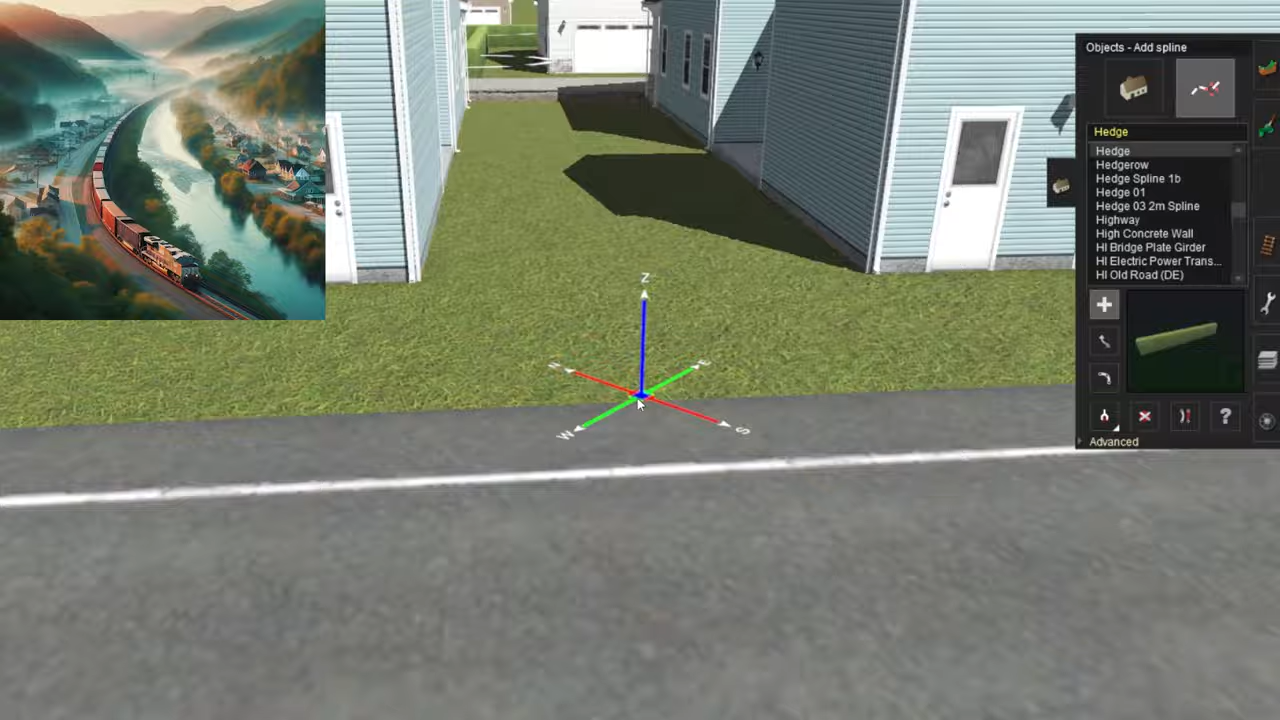 Objects - Add spline
Hedge
Hedge
Hedgerow
Hedge Spline 1b
Hedge 01
Hedge 03 2m Spline
Highway
High Concrete Wall
HI Bridge Plate Girder
HI Electric Power Trans...
HI Old Road (DE)
Z
N
E
W
S
?
Advanced